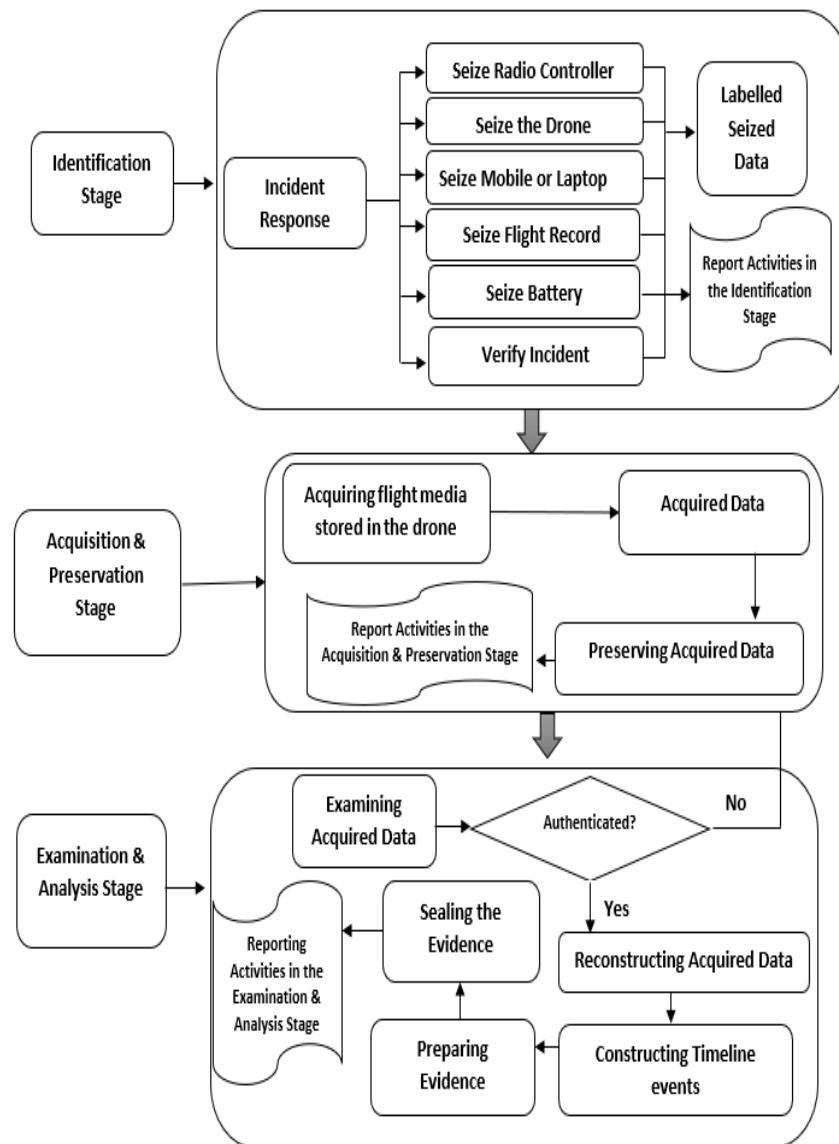 Identification
Stage
Incident
Response
Seize Radio Controller
Seize the Drone
Seize Mobile or Laptop
Seize Flight Record
Seize Battery
Verify Incident
Labelled
Seized
Data
Report Activities in
the Identification
Stage
Acquisition &
Preservation
Stage
Acquiring flight media
stored in the drone
Acquired Data
Report Activities in the
Acquisition & Preservation Stage
Preserving Acquired Data
Examination &
Analysis Stage
Examining
Acquired Data
Authenticated?
No
Yes
Reconstructing Acquired Data
Constructing Timeline
events
Preparing
Evidence
Sealing the
Evidence
Reporting
Activities in the
Examination &
Analysis Stage